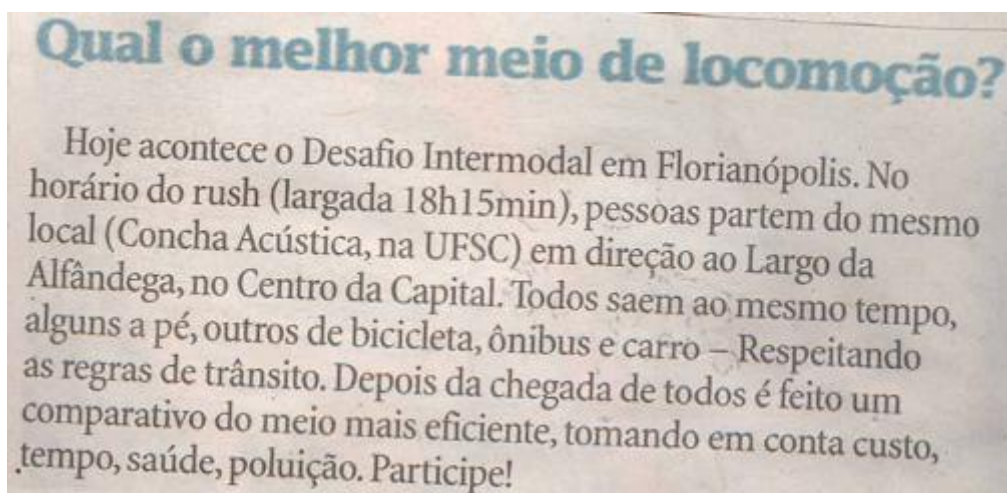 Qual o melhor meio de locomoção?
Hoje acontece o Desafio Intermodal em Florianópolis. No
horário do rush (largada 18h15min), pessoas partem do mesmo
local (Concha Acústica, na UFSC) em direção ao Largo da
Alfândega, no Centro da Capital. Todos saem ao mesmo tempo,
alguns a pé, outros de bicicleta, ônibus e carro – Respeitando
as regras de trânsito. Depois da chegada de todos é feito um
comparativo do meio mais eficiente, tomando em conta custo,
tempo, saúde, poluição. Participe!